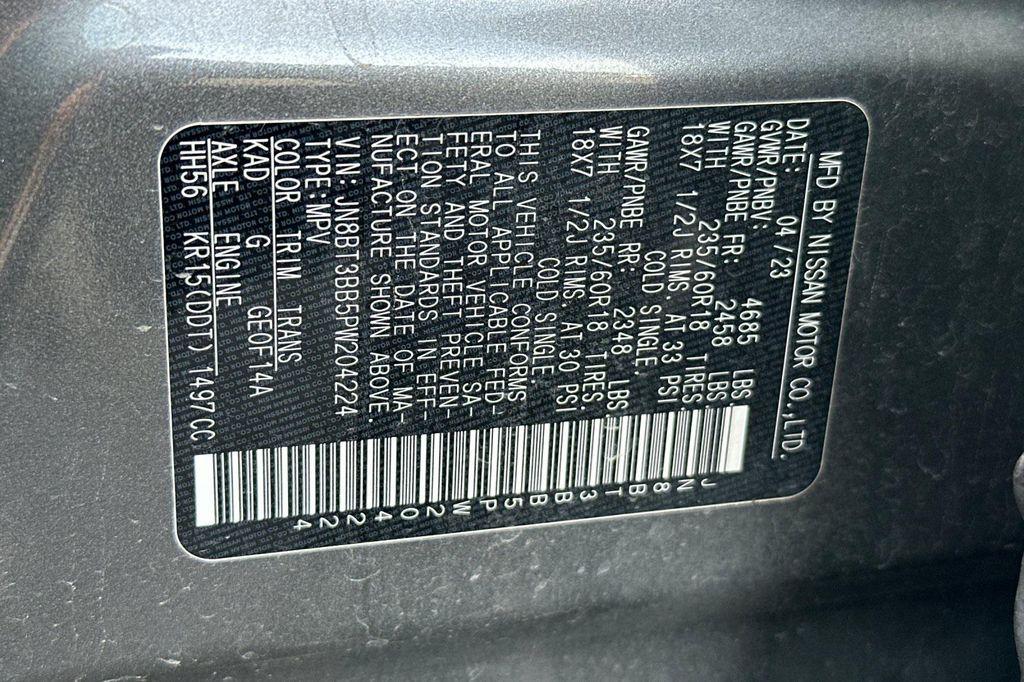 MFD BY NISSAN MOTOR CO.,LTD.
DATE: 04/23
GVWR/PNBV: 4685 LBS.
GAWR/PNBE FR: 2458 LBS.
WITH 235/60R18 TIRES.
18X7 1/2J RIMS. AT 33 PSI
COLD SINGLE.
GAWR/PNBE RR: 2348 LBS.
WITH 235/60R18 TIRES.
18X7 1/2J RIMS. AT 30 PSI
COLD SINGLE
THIS VEHICLE CONFORMS
TO ALL APPLICABLE FED-
ERAL MOTOR VEHICLE SA-
FETY AND THEFT PREVEN-
TION STANDARDS IN EFF-
ECT ON THE DATE OF MA-
NUFACTURE SHOWN ABOVE.
VIN: JN8BT3BB5PW204224
TYPE:MPV
COLOR TRIM TRANS
KAD G GE0F14A
AXLE ENGINE
HH56 KR15(DDT) 1497CC
JN8BT3BB5PW204224